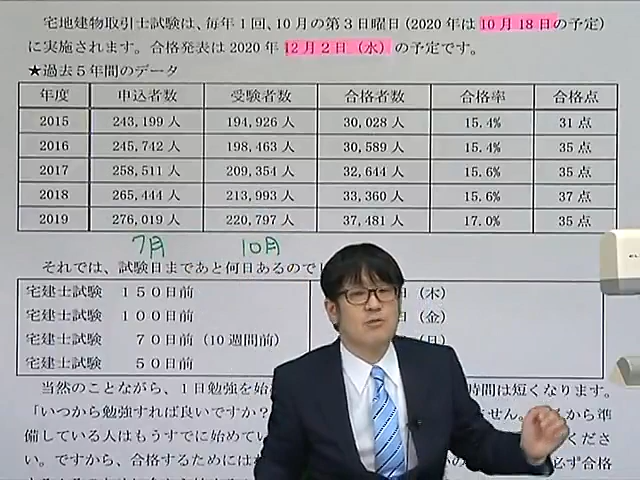 宅地建物取引士試験は、毎年1回、10月の第3日曜日(2020年は10月18日の予定)
に実施されます。合格発表は2020年12月2日(水)の予定です。
★過去5年間のデータ
年度 申込者数 受験者数 合格者数 合格率 合格点
2015 243,199人 194,926人 30,028人 15.4% 31点
2016 245,742人 198,463人 30,589人 15.4% 35点
2017 258,511人 209,354人 32,644人 15.6% 35点
2018 265,444人 213,993人 33,360人 15.6% 37点
2019 276,019人 220,797人 37,481人 17.0% 35点
7月 10月
それでは、試験日まであと何日あるので
宅建士試験 150日前 (木)
宅建士試験 100日前 日(金)
宅建士試験 70日前(10週間前) (日)
宅建士試験 50日前
当然のことながら、1日勉強を始 時間は短くなります。
「いつから勉強すれば良いですか? ません。 から準
備している人はもうすでに始めてい ください
い。ですから、合格するためには 必ず合格